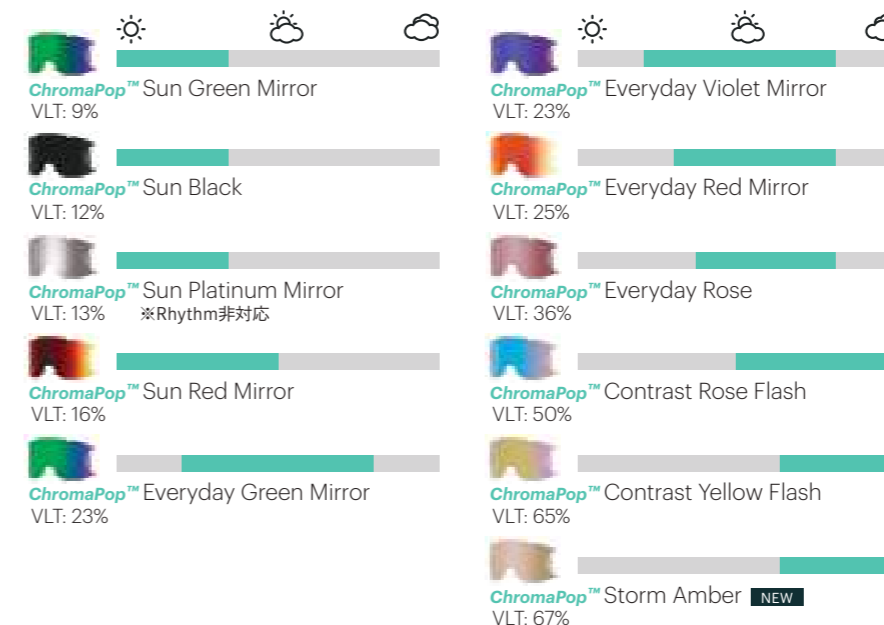 ChromaPop™ Sun Green Mirror
VLT: 9%
ChromaPop™ Sun Black
VLT: 12%
ChromaPop™ Sun Platinum Mirror
VLT: 13% ※Rhythm非対応
ChromaPop™ Sun Red Mirror
VLT: 16%
ChromaPop™ Everyday Green Mirror
VLT: 23%
ChromaPop™ Everyday Violet Mirror
VLT: 23%
ChromaPop™ Everyday Red Mirror
VLT: 25%
ChromaPop™ Everyday Rose
VLT: 36%
ChromaPop™ Contrast Rose Flash
VLT: 50%
ChromaPop™ Contrast Yellow Flash
VLT: 65%
ChromaPop™ Storm Amber NEW
VLT: 67%